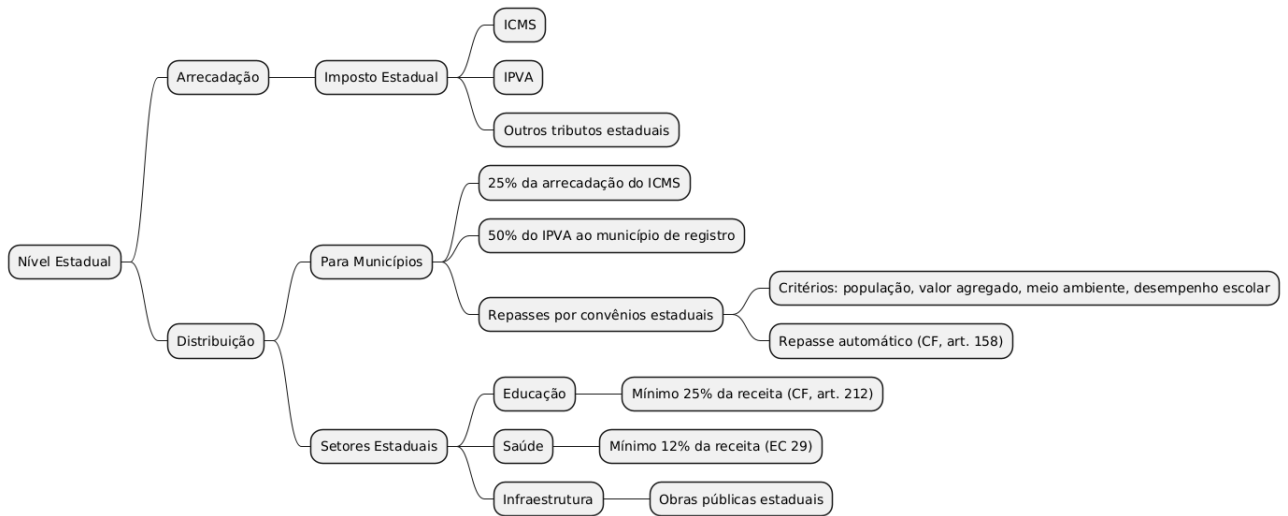 Nível Estadual
Arrecadação
Imposto Estadual
ICMS
IPVA
Outros tributos estaduais
Distribuição
Para Municípios
25% da arrecadação do ICMS
50% do IPVA ao município de registro
Repasses por convênios estaduais
Critérios: população, valor agregado, meio ambiente, desempenho escolar
Repasse automático (CF, art. 158)
Setores Estaduais
Educação
Mínimo 25% da receita (CF, art. 212)
Saúde
Mínimo 12% da receita (EC 29)
Infraestrutura
Obras públicas estaduais